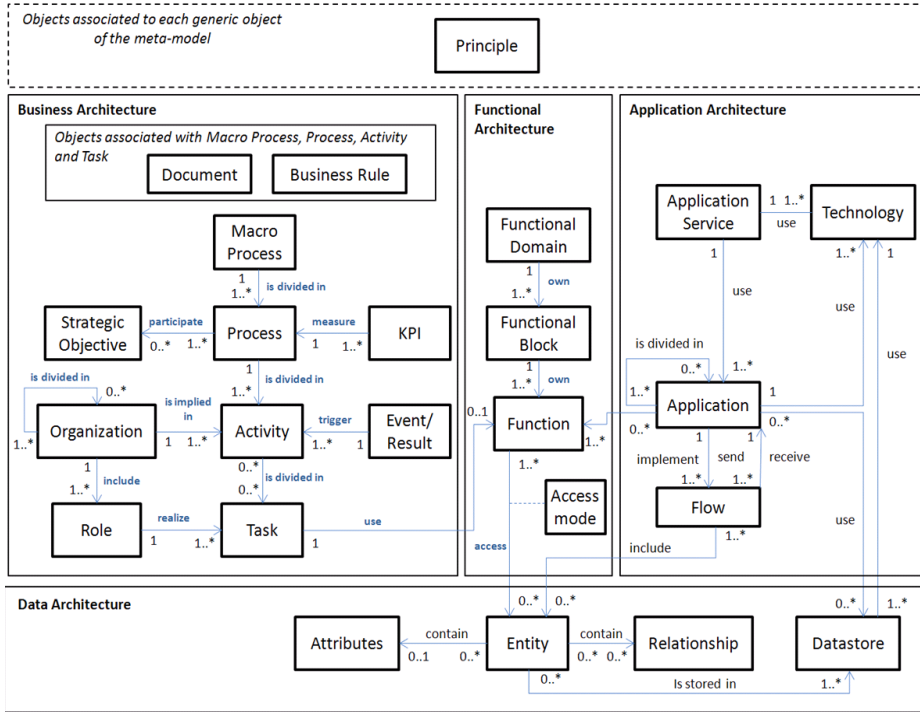 Objects associated to each generic object
of the meta-model
Principle
Business Architecture
Objects associated with Macro Process, Process, Activity
and Task
Document
Business Rule
Macro
Process
1
1..*
is divided in
Strategic
Objective
participate
0..*
1..*
Process
measure
1
1..*
KPI
1
1..*
is divided in
is divided in
0..*
1..*
Organization
is implied
in
1
1..*
Activity
trigger
1..*
1
Event/
Result
1
1..*
include
0..*
0..*
is divided in
Role
realize
1
1..*
Task
use
1
Functional
Architecture
Functional
Domain
1
1..*
own
Functional
Block
1
1..*
own
0..1
Function
1..*
1..*
Access
mode
access
0..*
Application Architecture
Application
Service
1 1..*
use
Technology
1
1..*
1
use
use
is divided in
0..*
1..*
Application
0..*
1
0..*
1
1
implement
send
receive
1..*
1..*
Flow
1..*
include
0..*
use
0..*
1..*
Data Architecture
Attributes
contain
0..1
0..*
Entity
contain
0..*
0..*
Relationship
Datastore
0..*
Is stored in
1..*